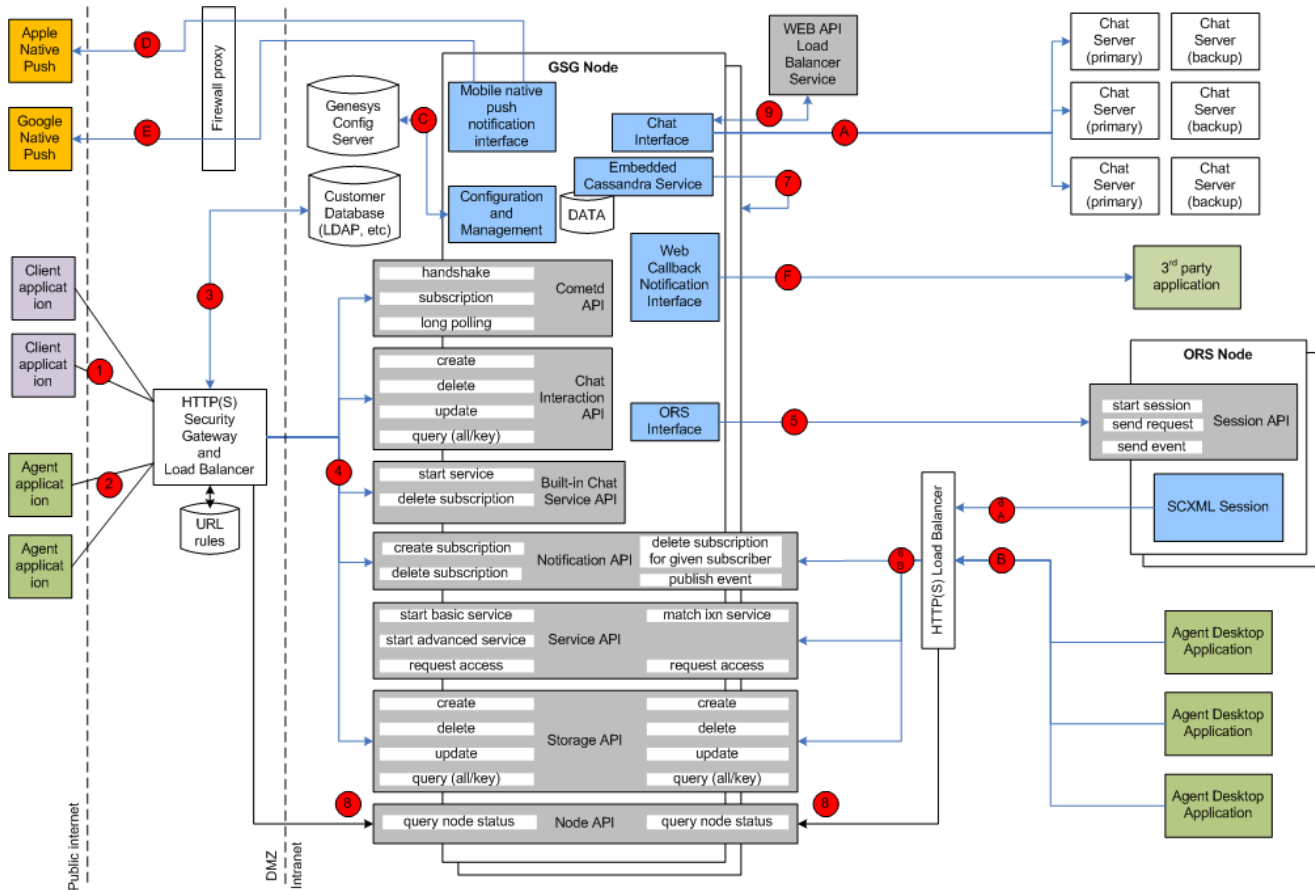 Apple
Native
Push
D
Firewall proxy
Google
Native
Push
E
Genesys
Config
Server
C
GSG Node
Mobile native
push
notification
interface
WEB API
Load
Balancer
Service
9
Chat
Interface
A
Chat
Server
(primary)
Chat
Server
(backup)
Chat
Server
(primary)
Chat
Server
(backup)
Chat
Server
(primary)
Chat
Server
(backup)
Embedded
Cassandra Service
7
Customer
Database
(LDAP, etc)
Configuration
and
Management
DATA
Web
Callback
Notification
Interface
F
3rd party
application
Client
applicat
ion
Client
applicat
ion
1
3
handshake
subscription
long polling
Cometd
API
create
delete
update
query (all/key)
Chat
Interaction
API
ORS
Interface
5
ORS Node
start session
send request
send event
Session API
SCXML Session
HTTP(S)
Security
Gateway
and
Load Balancer
4
URL
rules
Agent
applicat
ion
2
Agent
applicat
ion
start service
delete subscription
Built-in Chat
Service API
create subscription
delete subscription
Notification API
delete subscription
for given subscriber
publish event
6
B
HTTP(S) Load Balancer
6
A
B
start basic service
start advanced service
request access
Service API
match ixn service
request access
create
delete
update
query (all/key)
Storage API
create
delete
update
query (all/key)
Agent Desktop
Application
Agent Desktop
Application
Agent Desktop
Application
8
query node status
Node API
query node status
8
Public internet
DMZ
Intranet